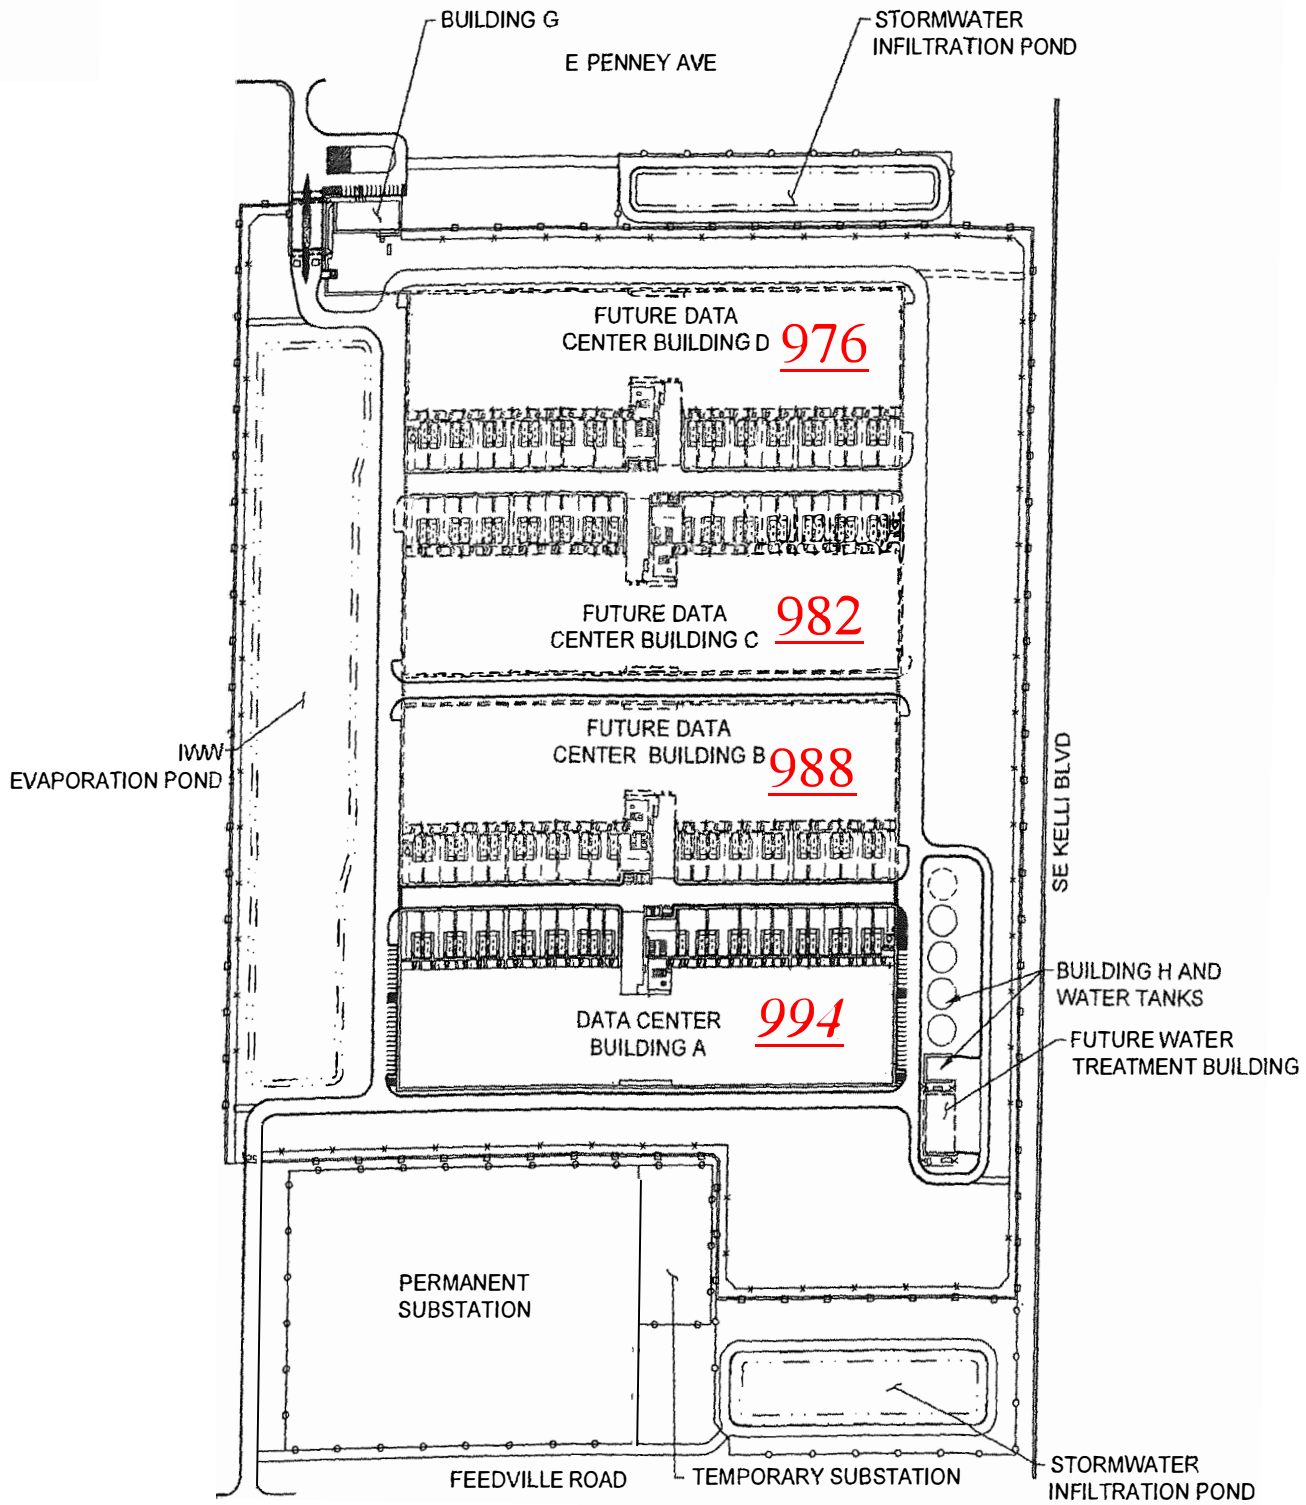 BUILDING G
STORMWATER
INFILTRATION POND
E PENNEY AVE
FUTURE DATA
CENTER BUILDING D
976
FUTURE DATA
CENTER BUILDING C
982
FUTURE DATA
CENTER BUILDING B
988
IWW
EVAPORATION POND
SE KELLI BLVD
BUILDING H AND
WATER TANKS
DATA CENTER
BUILDING A
994
FUTURE WATER
TREATMENT BUILDING
PERMANENT
SUBSTATION
FEEDVILLE ROAD
TEMPORARY SUBSTATION
STORMWATER
INFILTRATION POND